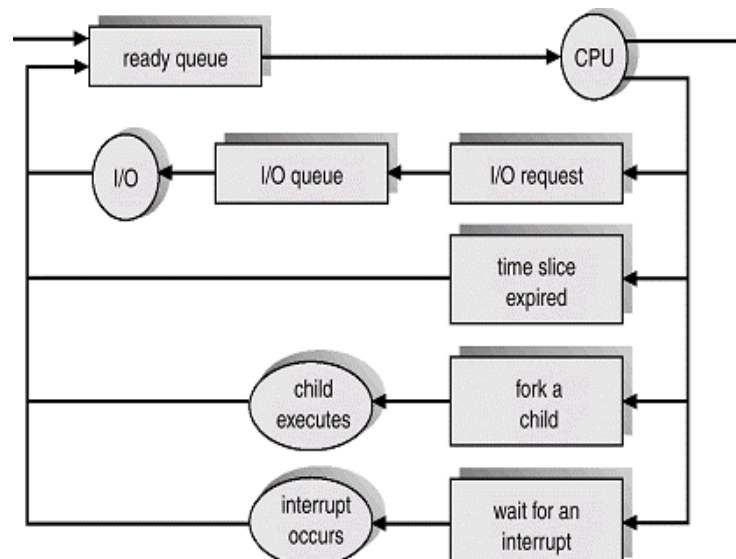 ready queue
CPU
I/O
I/O queue
I/O request
time slice
expired
child
executes
fork a
child
interrupt
occurs
wait for an
interrupt